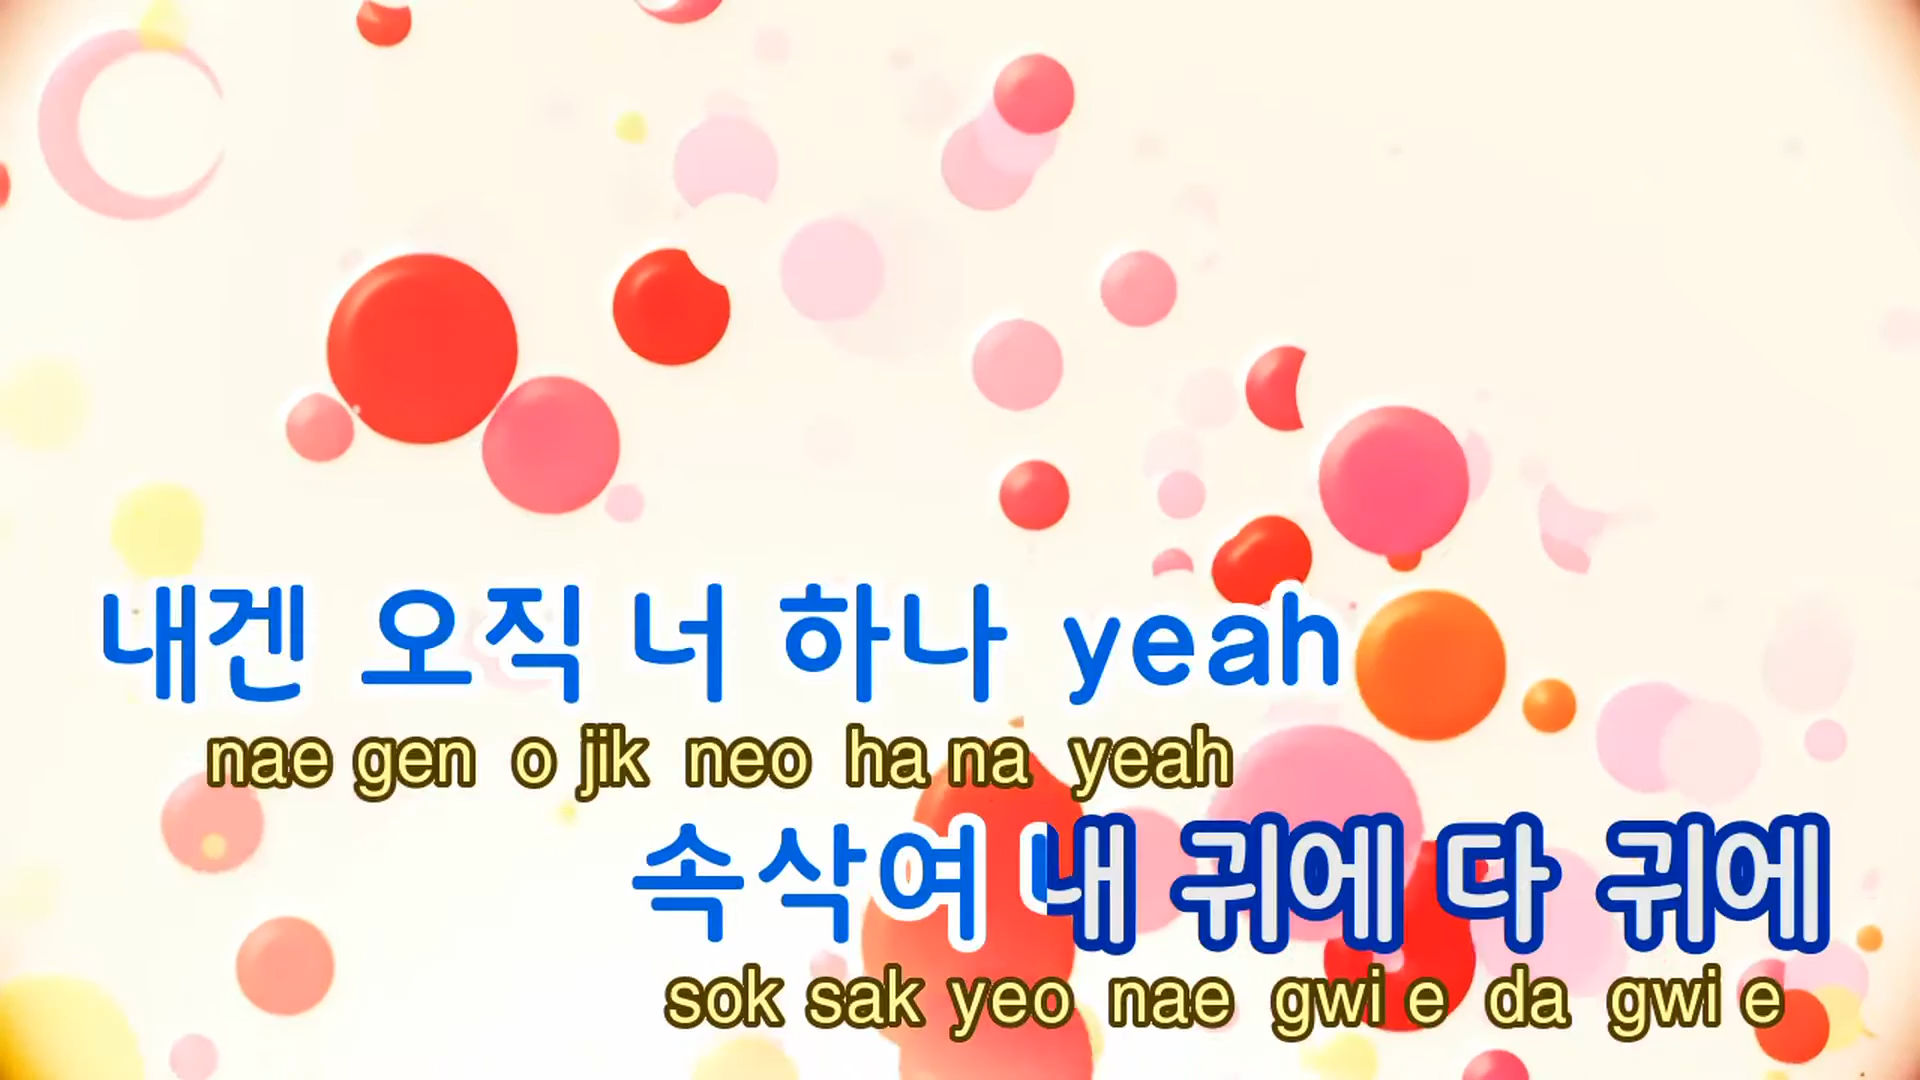 내겐 오직 너 하나 yeah
nae gen o jik neo ha na yeah
속삭여 내 귀에 다 귀에
sok sak yeo nae gwi e da gwi e